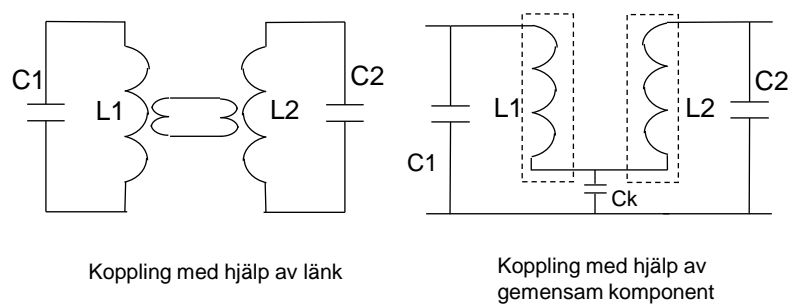 C1
L1
L2
C2
Koppling med hjälp av länk
C1
L1
L2
C2
Ck
Koppling med hjälp av
gemensam komponent